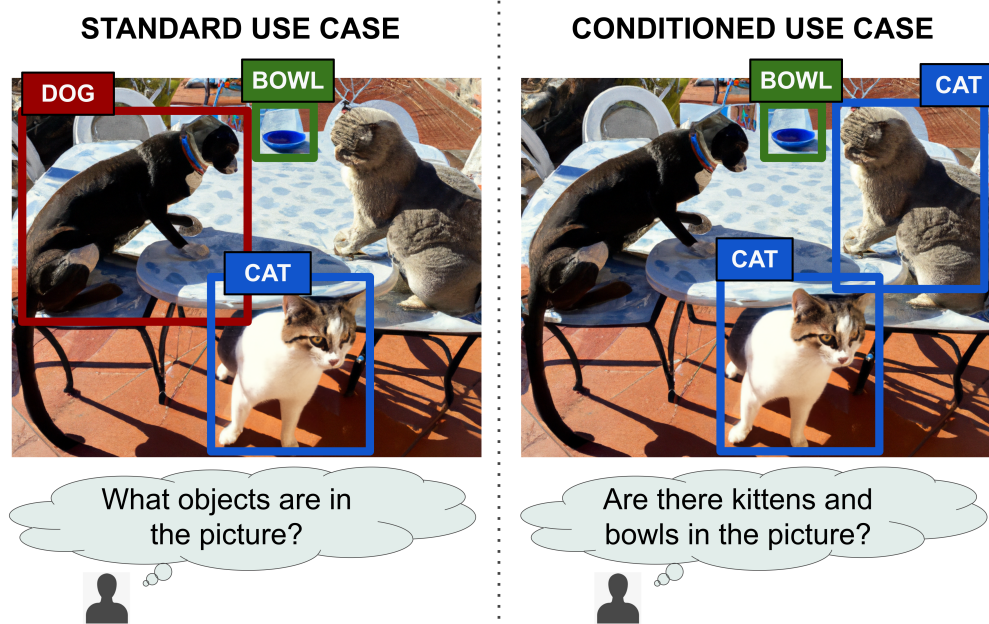 STANDARD USE CASE
DOG
BOWL
CAT
What objects are in
the picture?
CONDITIONED USE CASE
BOWL
CAT
CAT
Are there kittens and
bowls in the picture?